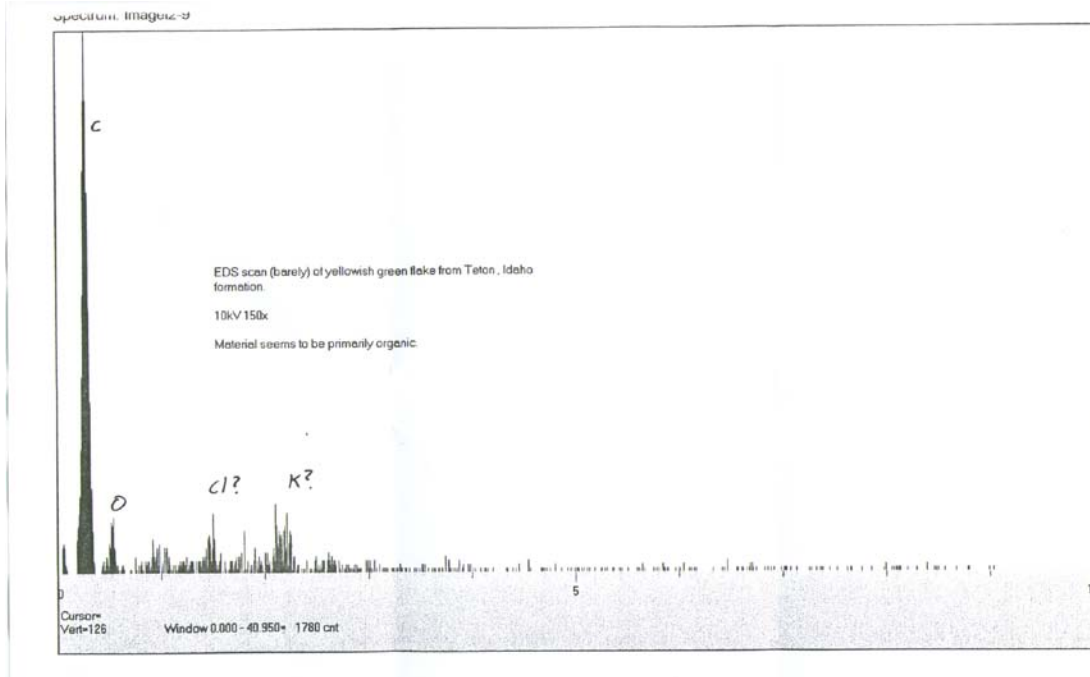 Spectrum: Image12-9
C
EDS scan (barely) of yellowish green flake from Teton, Idaho
formation.
10kV 150x
Material seems to be primarily organic.
O
Cl?
K?
0
5
1
Cursor=
Vert=126
Window 0.000 - 40.950= 1780 cnt